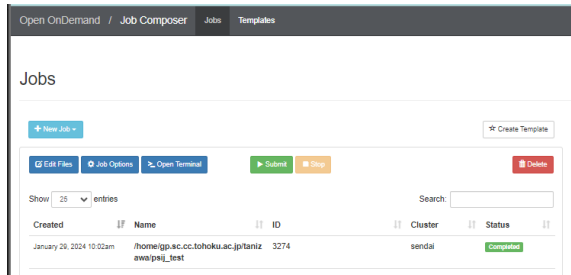 Open OnDemand / Job Composer Jobs Templates
Jobs
+ New Job
Create Template
Edit Files Job Options >_ Open Terminal Submit Stop Delete
Show 25 entries Search:
Created Name ID Cluster Status
January 29, 2024 10:02am /home/gp.sc.cc.tohoku.ac.jp/taniz 3274 sendai Completed
awa/psij_test